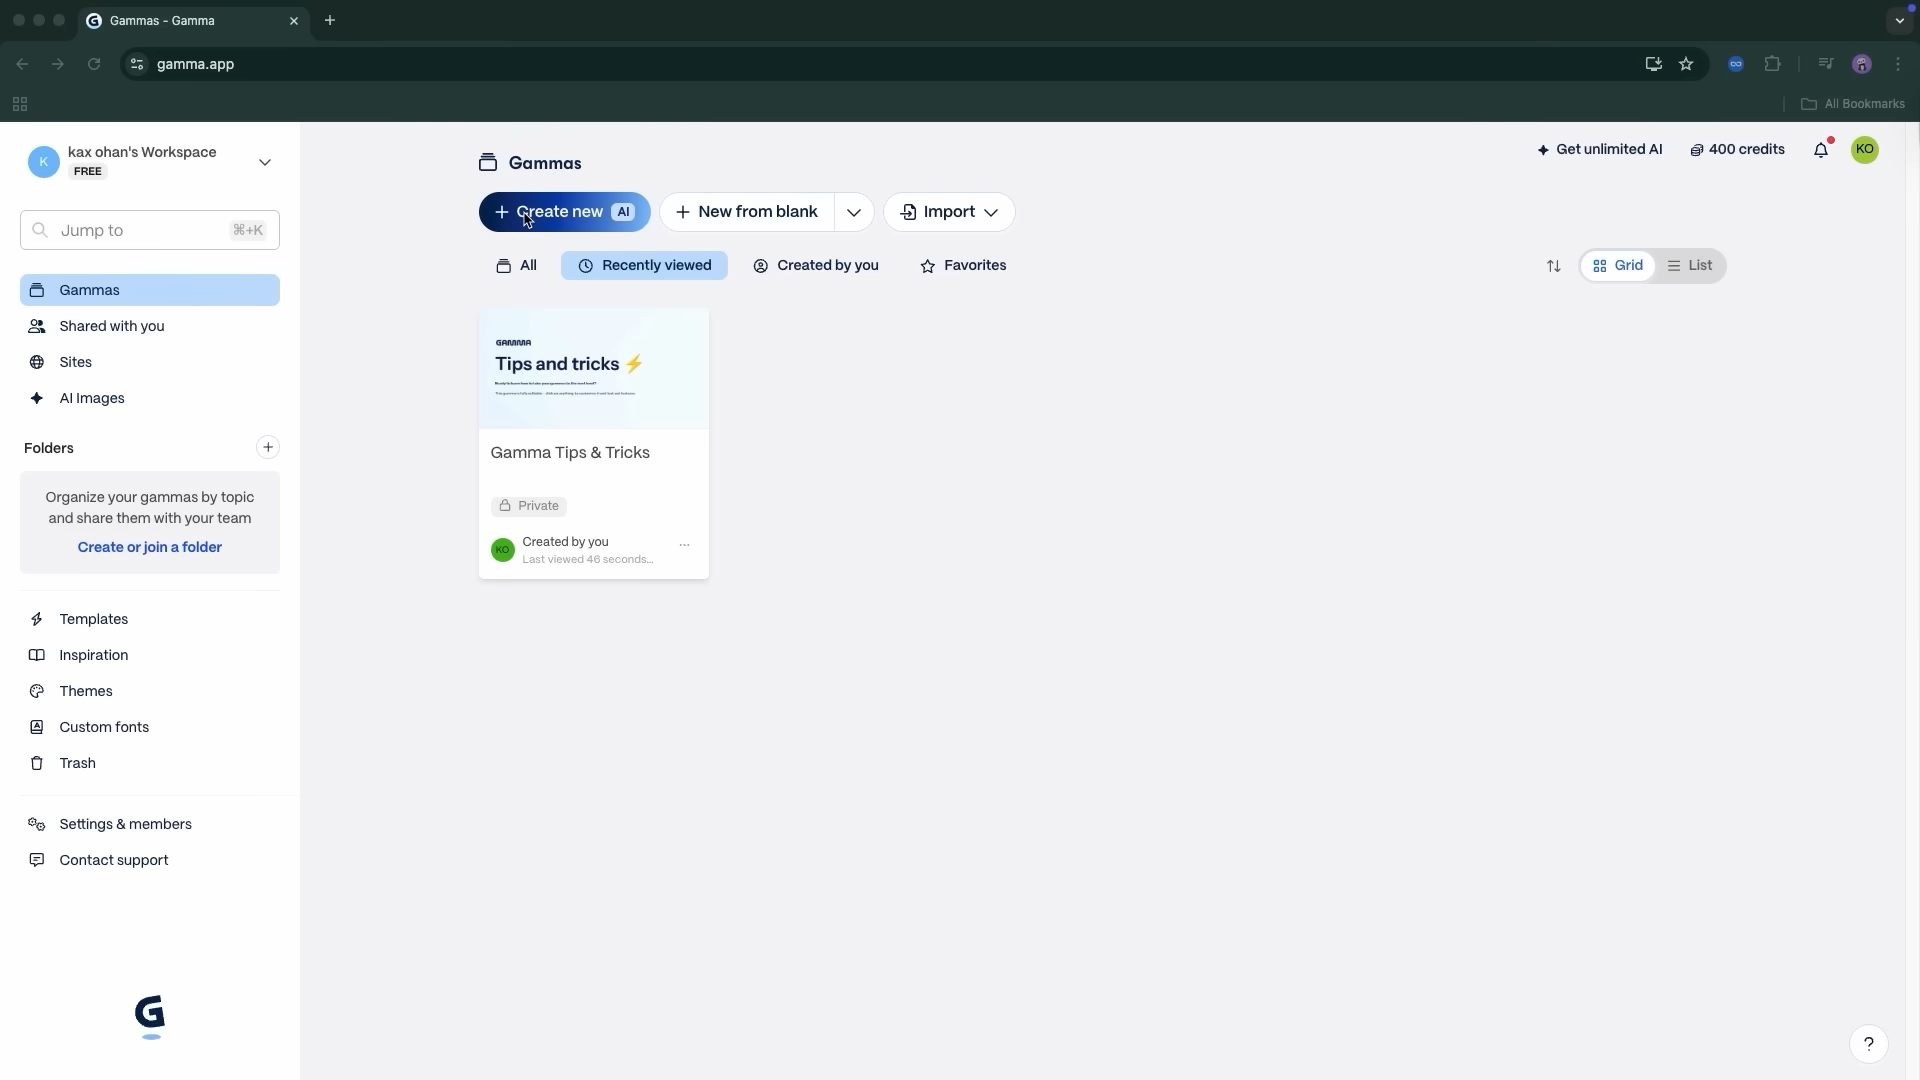 Gammas - Gamma
gamma.app
All Bookmarks
K
kax ohan's Workspace
FREE
Jump to
⌘+K
Gammas
Shared with you
Sites
AI Images
Folders
Organize your gammas by topic
and share them with your team
Create or join a folder
Templates
Inspiration
Themes
Custom fonts
Trash
Settings & members
Contact support
Gammas
Get unlimited AI
400 credits
KO
+ Create new AI
+ New from blank
Import
All
Recently viewed
Created by you
Favorites
Grid
List
GAMMA
Tips and tricks ⚡
Gamma Tips & Tricks
Private
KO
Created by you
Last viewed 46 seconds...
?